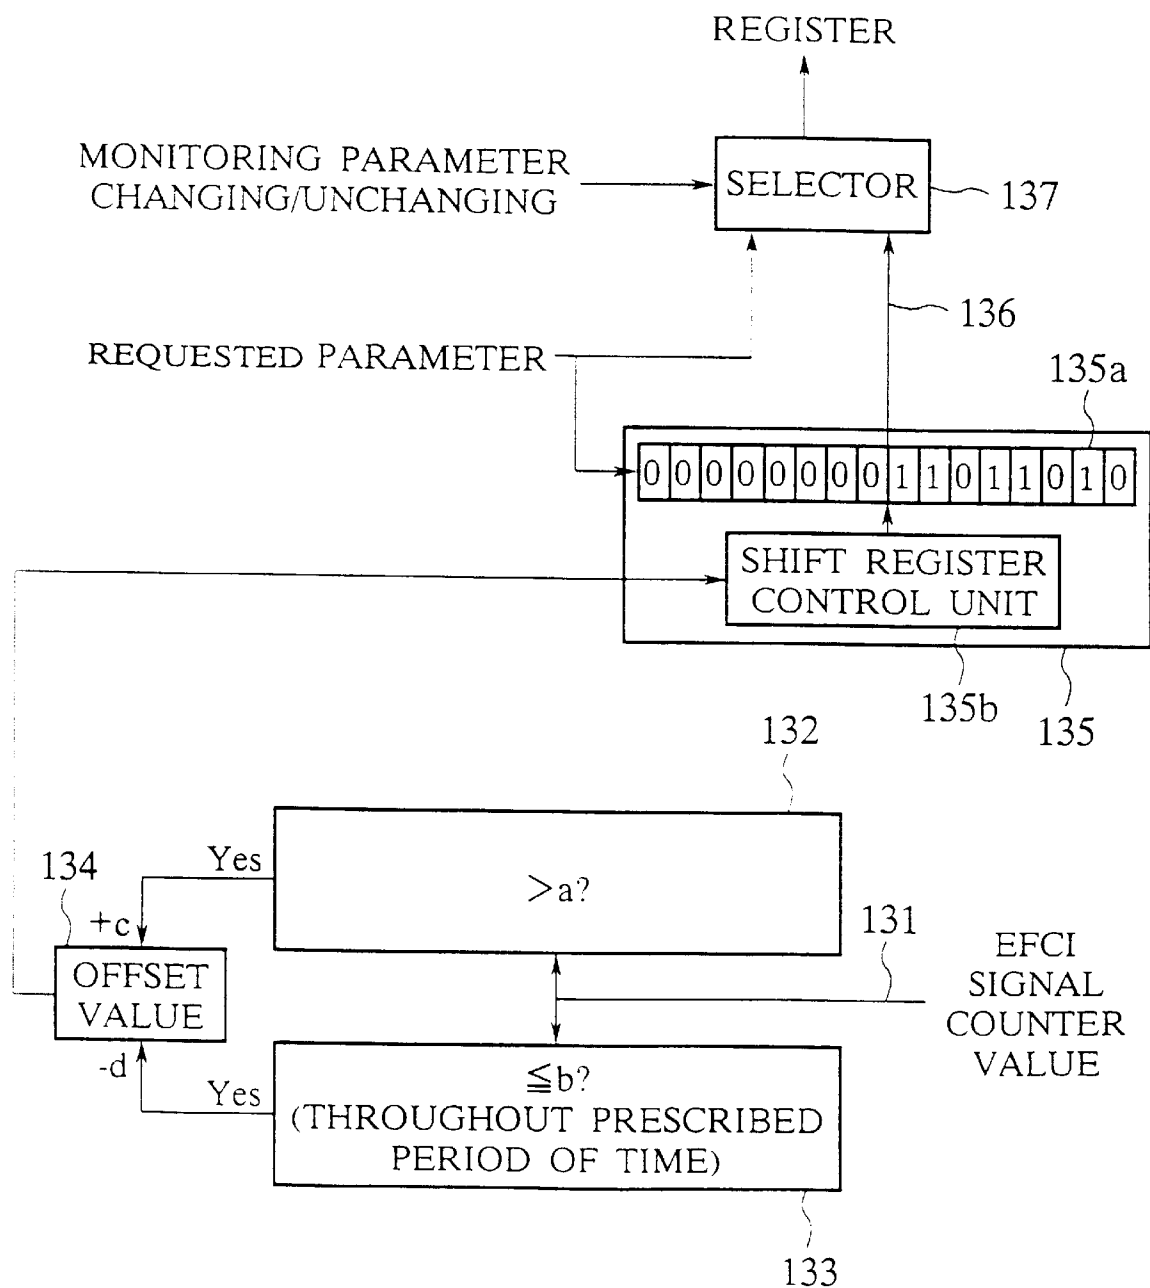 REGISTER
MONITORING PARAMETER
CHANGING/UNCHANGING
SELECTOR
137
136
REQUESTED PARAMETER
135a
0 0 0 0 0 0 0 0 1 1 0 1 1 0 1 0
SHIFT REGISTER
CONTROL UNIT
135b
135
132
134
Yes
>a?
+c
131
OFFSET
VALUE
EFCI
SIGNAL
COUNTER
VALUE
-d
Yes
≦b?
(THROUGHOUT PRESCRIBED
PERIOD OF TIME)
133